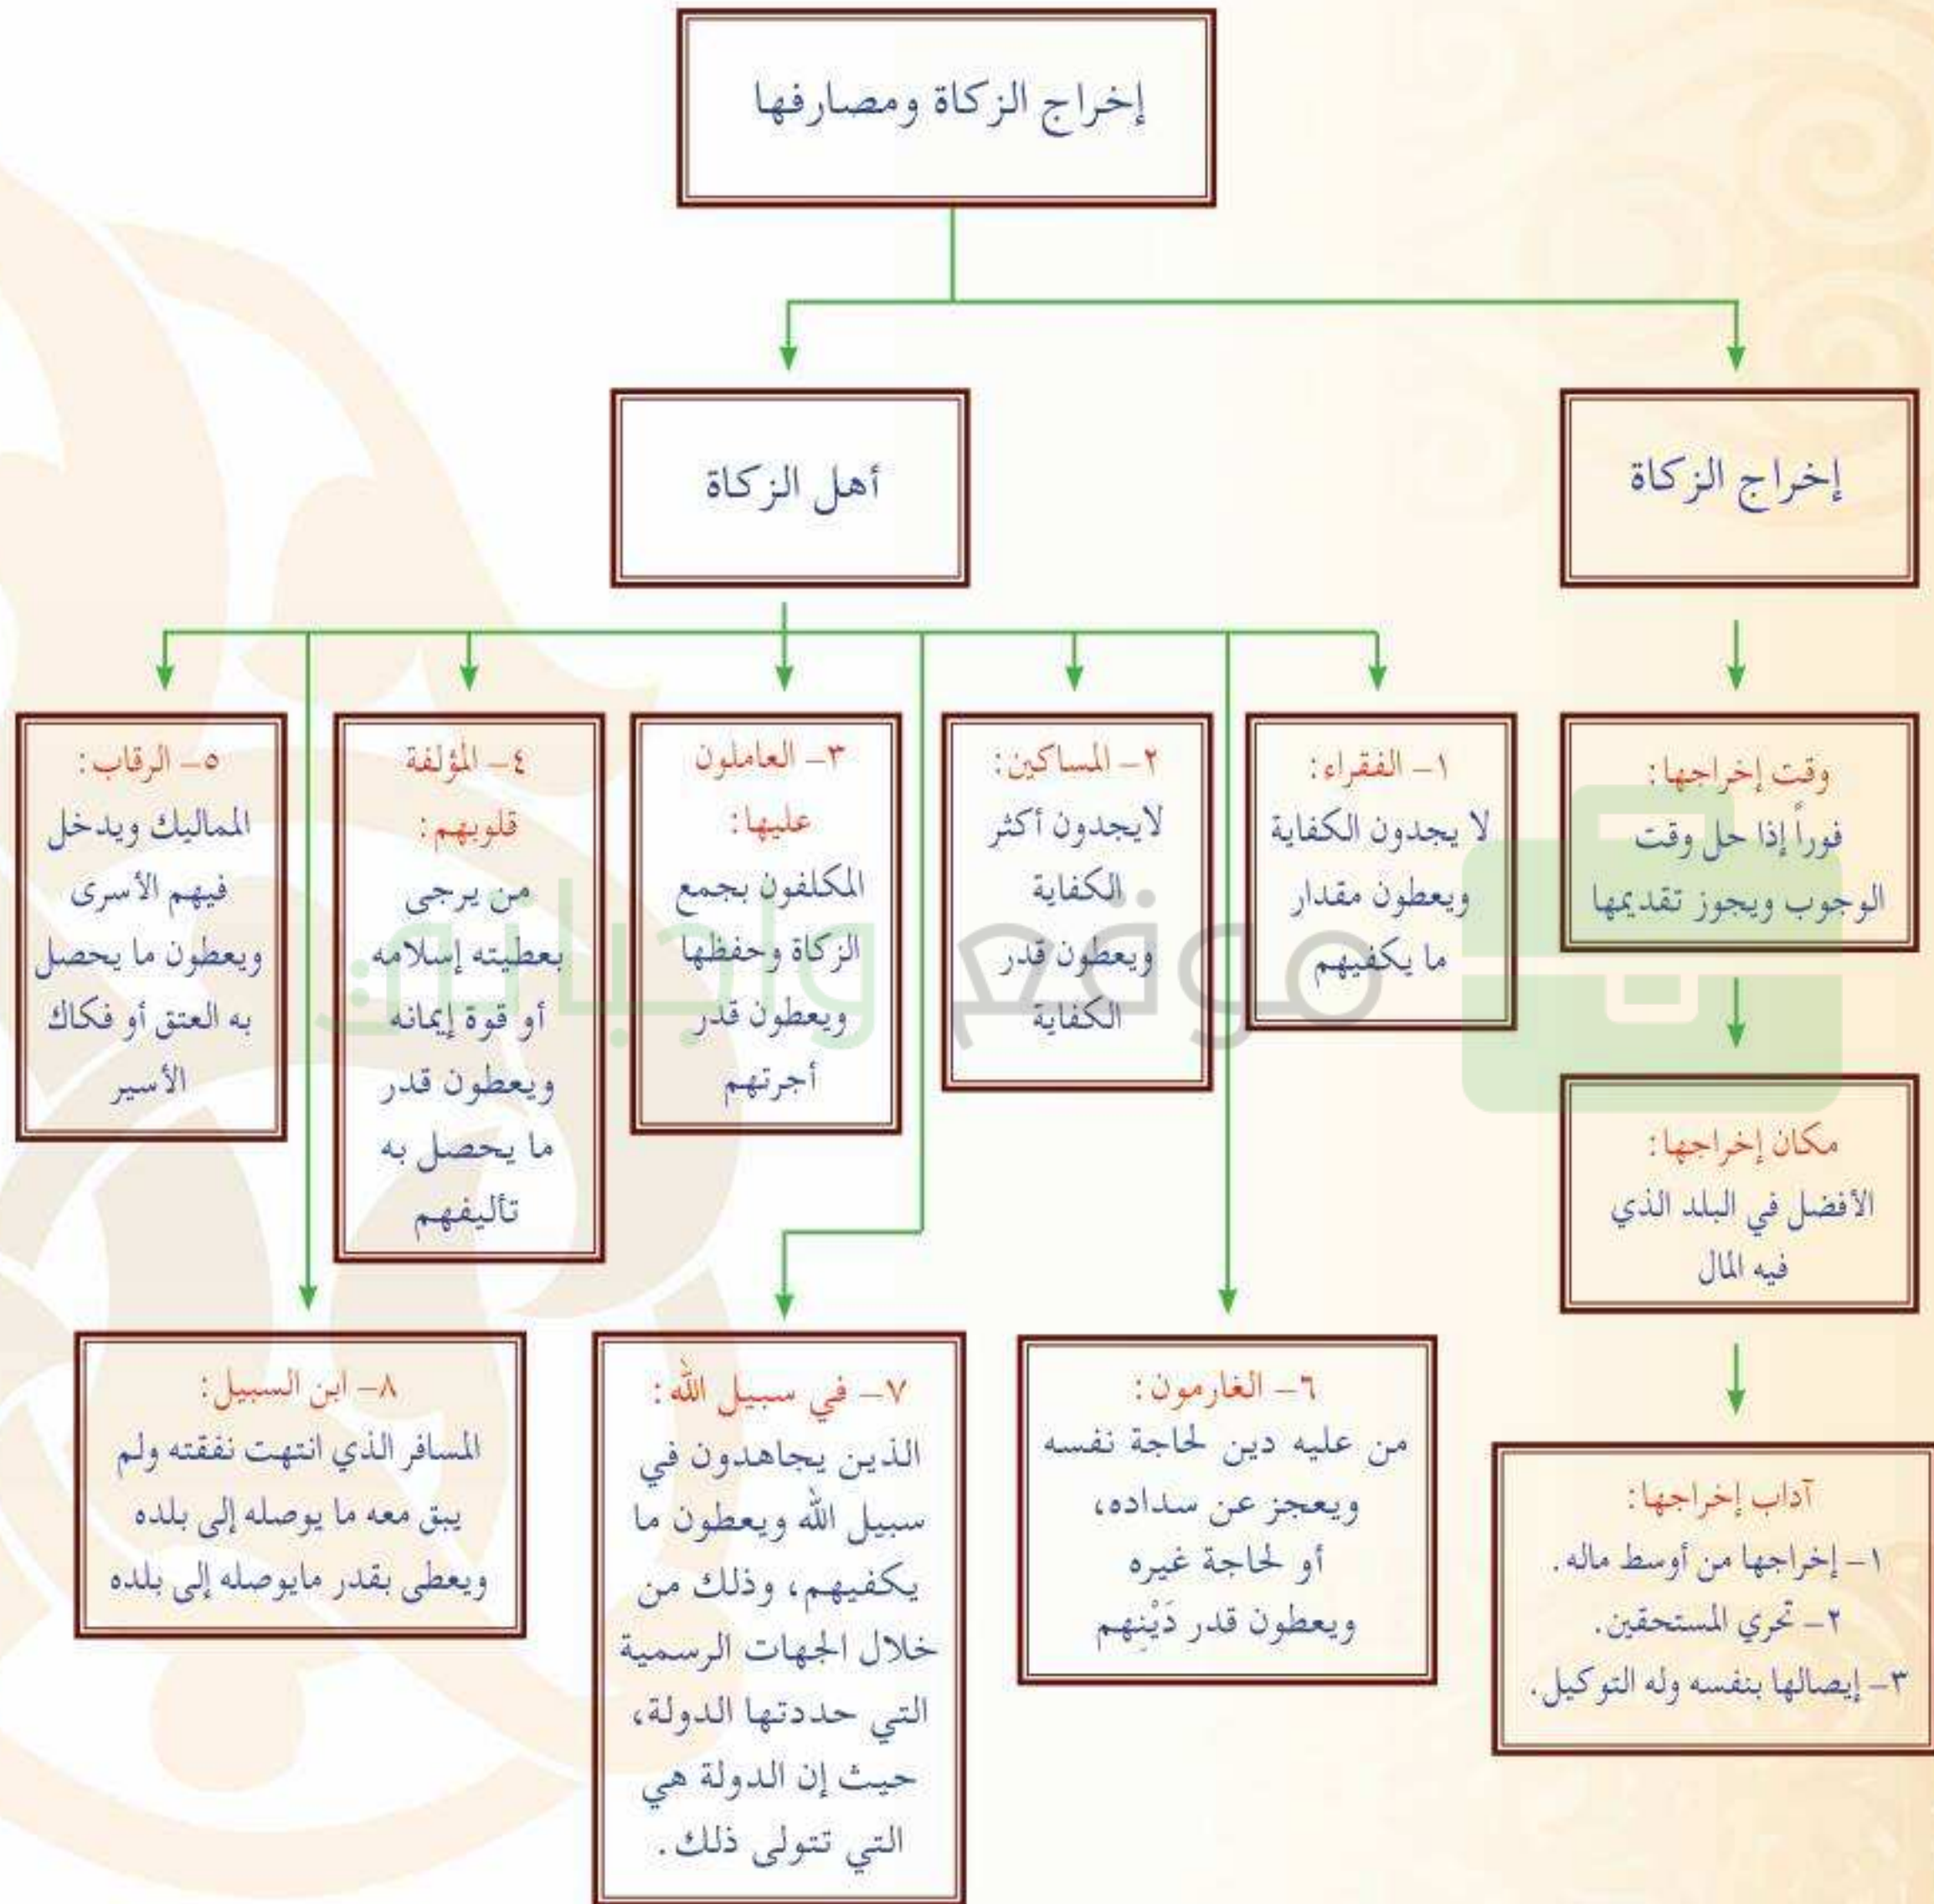 إخراج الزكاة ومصارفها
إخراج الزكاة
أهل الزكاة
وقت إخراجها:
فوراً إذا حل وقت
الوجوب ويجوز تقديمها
مكان إخراجها:
الأفضل في البلد الذي
فيه المال
آداب إخراجها:
١– إخراجها من أوسط ماله.
٢– تحري المستحقين.
٣– إيصالها بنفسه وله التوكيل.
١– الفقراء:
لا يجدون الكفاية
ويعطون مقدار
ما يكفيهم
٢– المساكين:
لايجدون أكثر
الكفاية
ويعطون قدر
الكفاية
٣– العاملون
عليها:
المكلفون بجمع
الزكاة وحفظها
ويعطون قدر
أجرتهم
٤– المؤلفة
قلوبهم:
من يرجى
بعطيته إسلامه
أو قوة إيمانه
ويعطون قدر
ما يحصل به
تأليفهم
٥– الرقاب:
المماليك ويدخل
فيهم الأسرى
ويعطون ما يحصل
به العتق أو فكاك
الأسير
٦– الغارمون:
من عليه دين لحاجة نفسه
ويعجز عن سداده،
أو لحاجة غيره
ويعطون قدر دَيْنِهم
٧– في سبيل الله:
الذين يجاهدون في
سبيل الله ويعطون ما
يكفيهم، وذلك من
خلال الجهات الرسمية
التي حددتها الدولة،
حيث إن الدولة هي
التي تتولى ذلك.
٨– ابن السبيل:
المسافر الذي انتهت نفقته ولم
يبق معه ما يوصله إلى بلده
ويعطى بقدر مايوصله إلى بلده
موقع واجباتي